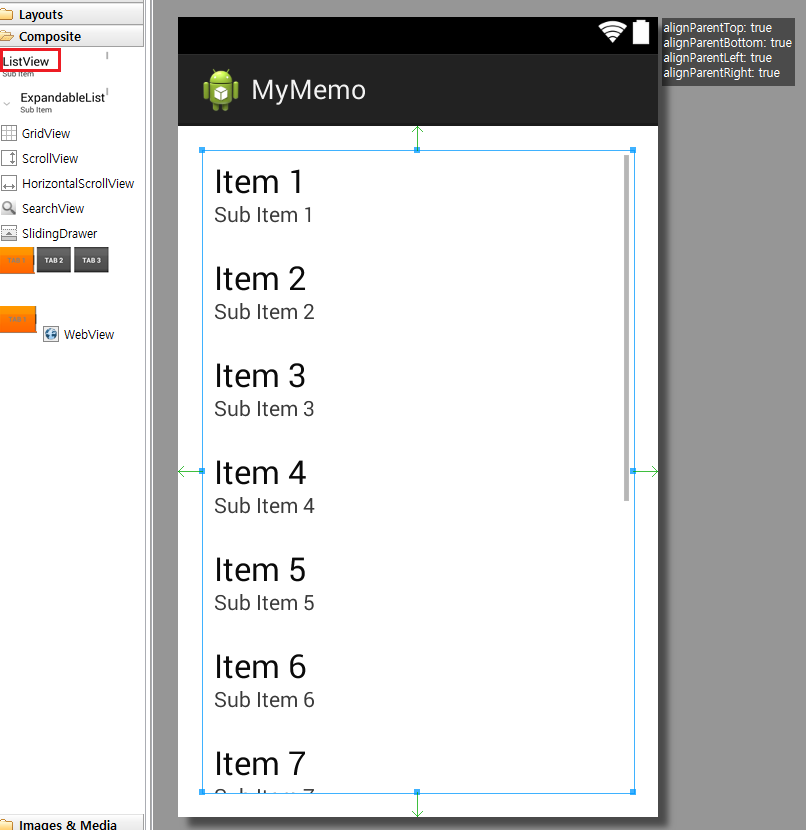 Layouts
Composite
ListView
Sub Item
ExpandableList
Sub Item
GridView
ScrollView
HorizontalScrollView
SearchView
SlidingDrawer
TAB 1 TAB 2 TAB 3
TAB 1
WebView
Images & Media
MyMemo
Item 1
Sub Item 1
Item 2
Sub Item 2
Item 3
Sub Item 3
Item 4
Sub Item 4
Item 5
Sub Item 5
Item 6
Sub Item 6
Item 7
Sub Item 7
alignParentTop: true
alignParentBottom: true
alignParentLeft: true
alignParentRight: true